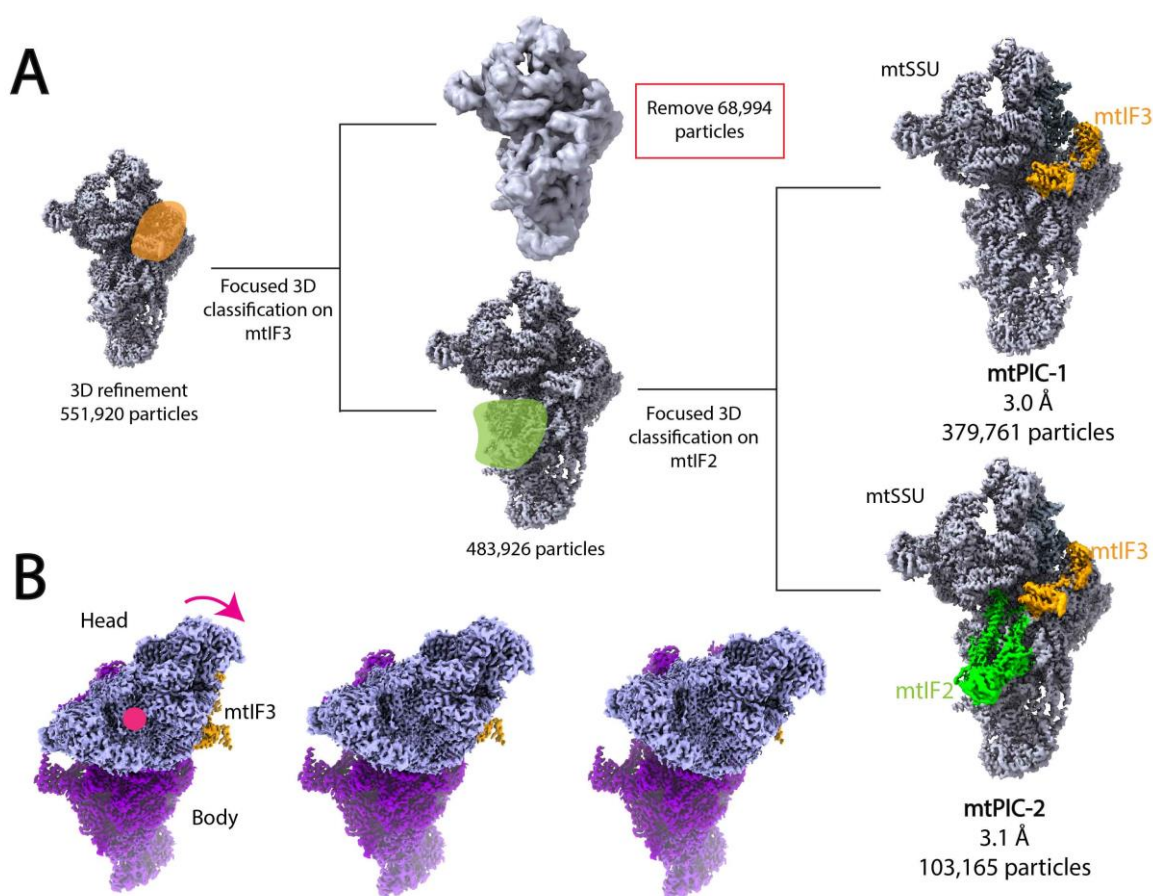 A
3D refinement
551,920 particles
Focused 3D
classification on
mtIF3
Remove 68,994
particles
483,926 particles
Focused 3D
classification on
mtIF2
mtSSU
mtIF3
mtPIC-1
3.0 Å
379,761 particles
mtSSU
mtIF3
mtIF2
mtPIC-2
3.1 Å
103,165 particles
B
Head
mtIF3
Body